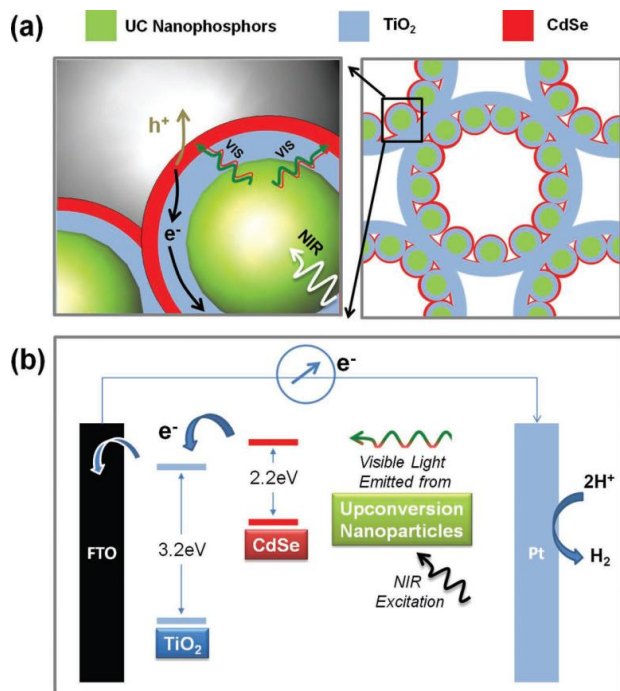 (a)
UC Nanophosphors
TiO₂
CdSe
h⁺
VIS
VIS
e⁻
NIR
(b)
e⁻
e⁻
2.2eV
3.2eV
CdSe
TiO₂
FTO
Visible Light
Emitted from
Upconversion
Nanoparticles
NIR
Excitation
Pt
2H⁺
H₂